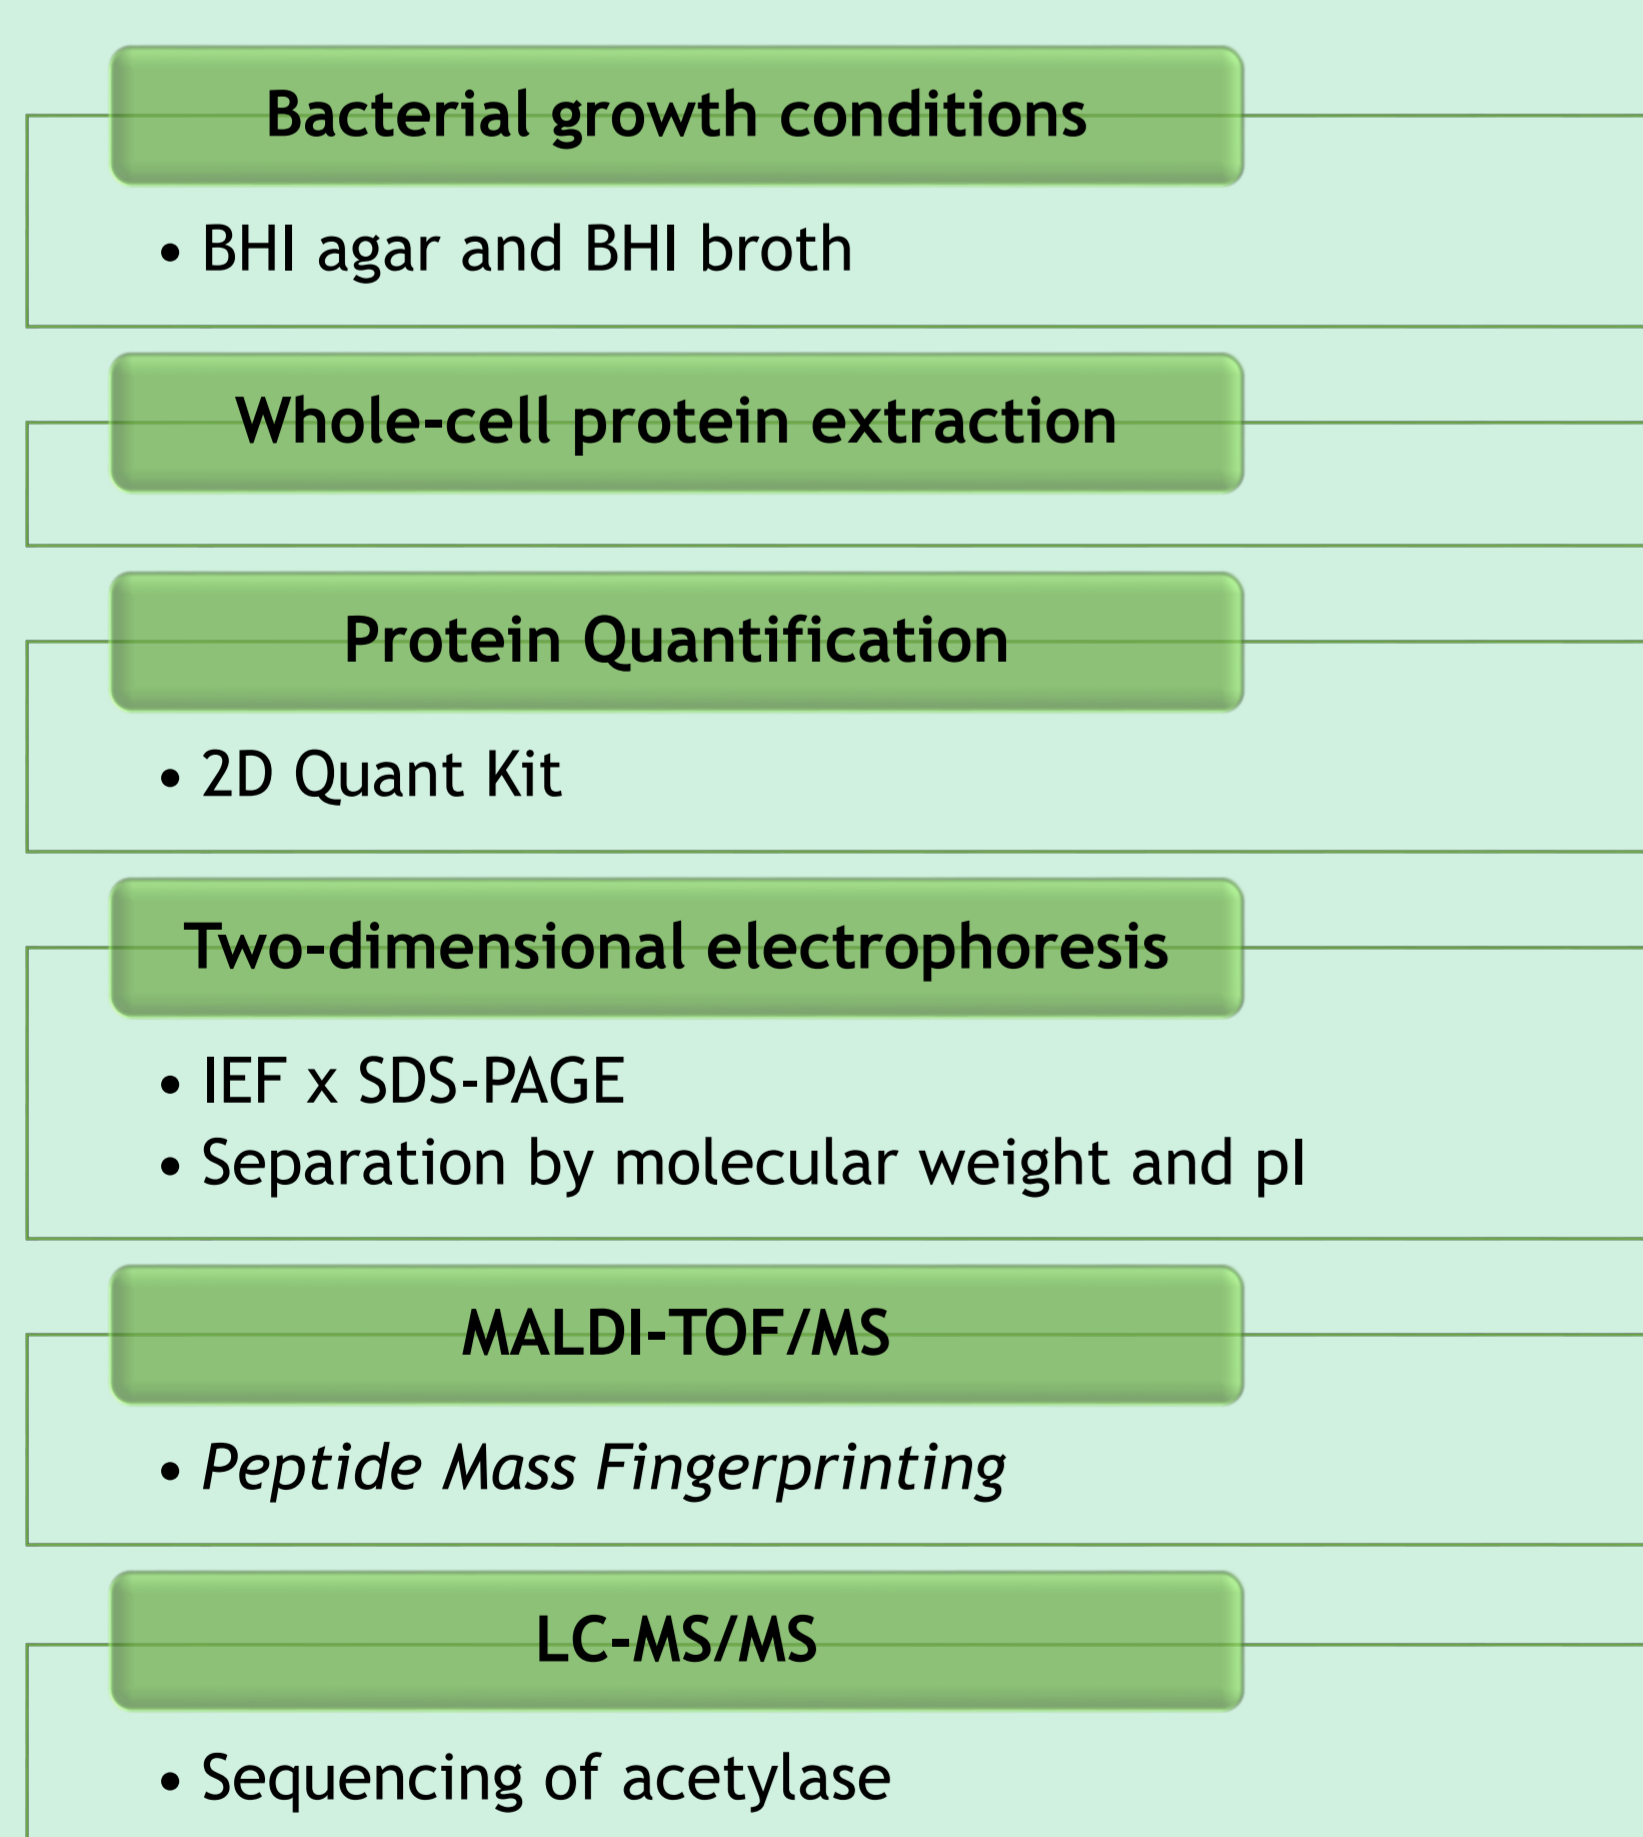 Bacterial growth conditions
• BHI agar and BHI broth
Whole-cell protein extraction
Protein Quantification
• 2D Quant Kit
Two-dimensional electrophoresis
• IEF x SDS-PAGE
• Separation by molecular weight and pI
MALDI-TOF/MS
• Peptide Mass Fingerprinting
LC-MS/MS
• Sequencing of acetylase